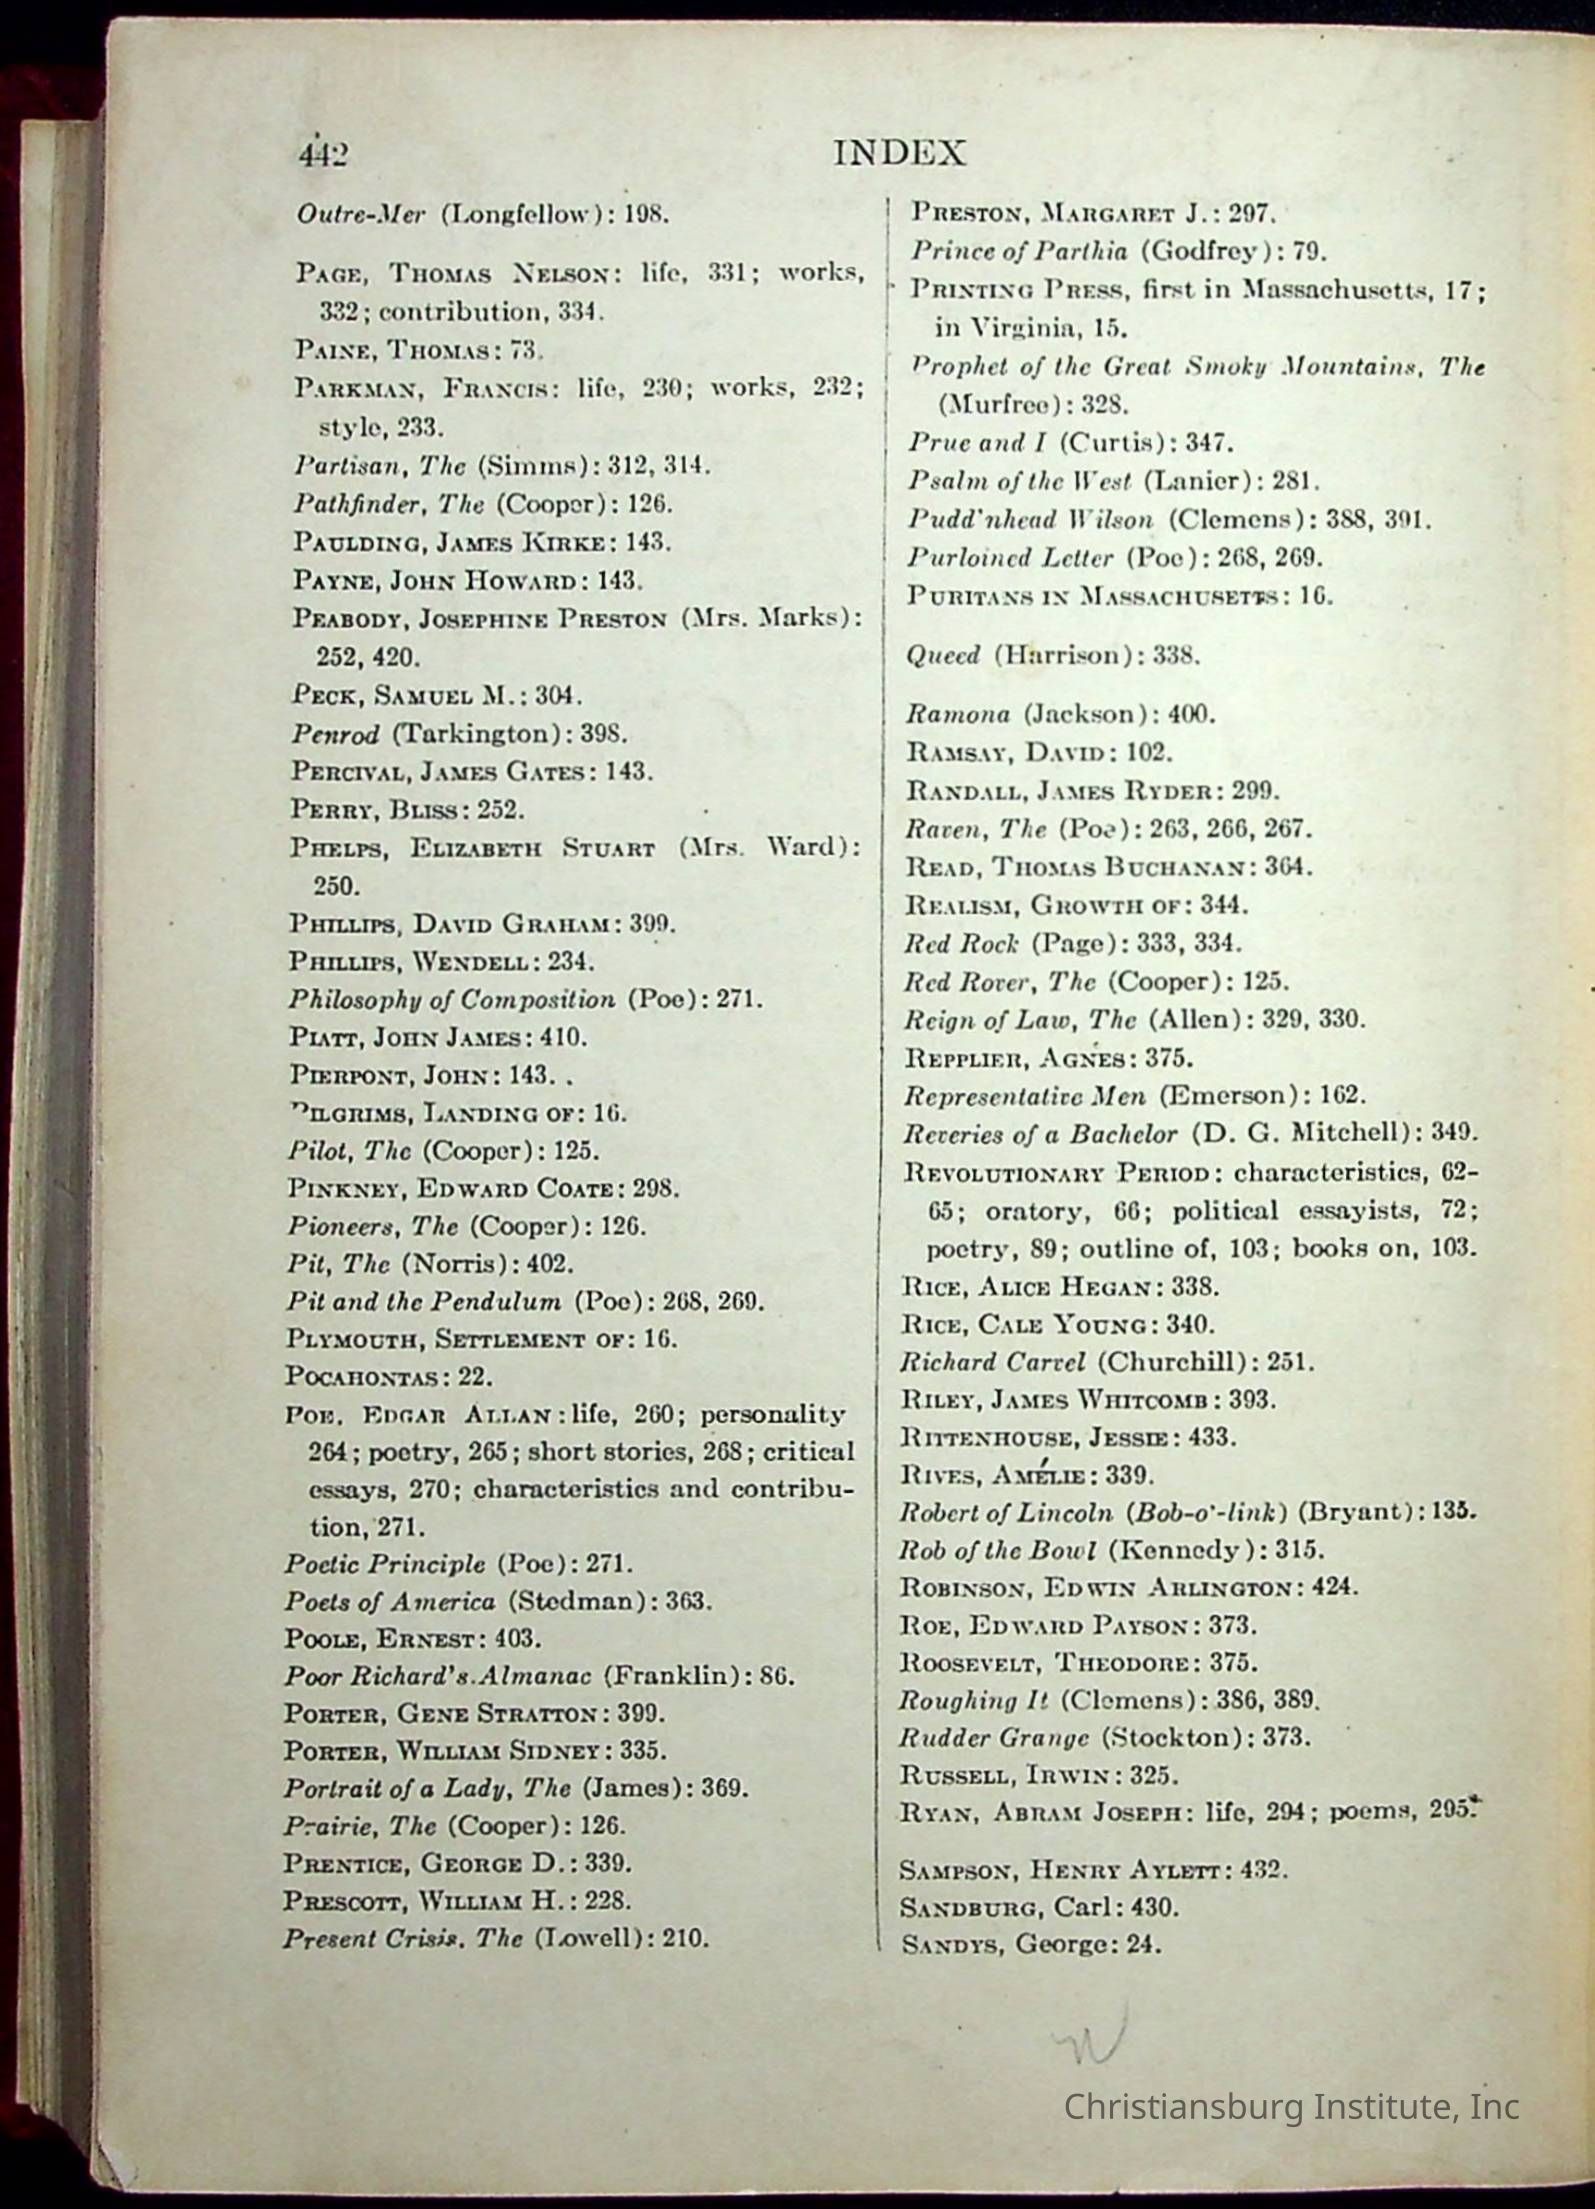 442
INDEX
Outre-Mer (Longfellow): 198.
PAGE, THOMAS NELSON: life, 331; works,
332; contribution, 334.
PAINE, THOMAS: 73.
PARKMAN, FRANCIS: life, 230; works, 232;
style, 233.
Partisan, The (Simms): 312, 314.
Pathfinder, The (Cooper): 126.
PAULDING, JAMES KIRKE: 143.
PAYNE, JOHN HOWARD: 143.
PEABODY, JOSEPHINE PRESTON (Mrs. Marks):
252, 420.
PECK, SAMUEL M.: 304.
Penrod (Tarkington): 398.
PERCIVAL, JAMES GATES: 143.
PERRY, BLISS: 252.
PHELPS, ELIZABETH STUART (Mrs. Ward):
250.
PHILLIPS, DAVID GRAHAM: 399.
PHILLIPS, WENDELL: 234.
Philosophy of Composition (Poe): 271.
PIATT, JOHN JAMES: 410.
PIERPONT, JOHN: 143.
PILGRIMS, LANDING OF: 16.
Pilot, The (Cooper): 125.
PINKNEY, EDWARD COATE: 298.
Pioneers, The (Cooper): 126.
Pit, The (Norris): 402.
Pit and the Pendulum (Poe): 268, 269.
PLYMOUTH, SETTLEMENT OF: 16.
POCAHONTAS: 22.
POE, EDGAR ALLAN: life, 260; personality
264; poetry, 265; short stories, 268; critical
essays, 270; characteristics and contribu-
tion, 271.
Poetic Principle (Poe): 271.
Poets of America (Stedman): 363.
POOLE, ERNEST: 403.
Poor Richard's Almanac (Franklin): 86.
PORTER, GENE STRATTON: 399.
PORTER, WILLIAM SIDNEY: 335.
Portrait of a Lady, The (James): 369.
Prairie, The (Cooper): 126.
PRENTICE, GEORGE D.: 339.
PRESCOTT, WILLIAM H.: 228.
Present Crisis, The (Lowell): 210.
PRESTON, MARGARET J.: 297.
Prince of Parthia (Godfrey): 79.
PRINTING PRESS, first in Massachusetts, 17;
in Virginia, 15.
Prophet of the Great Smoky Mountains, The
(Murfree): 328.
Prue and I (Curtis): 347.
Psalm of the West (Lanier): 281.
Pudd'nhead Wilson (Clemens): 388, 391.
Purloined Letter (Poe): 268, 269.
PURITANS IN MASSACHUSETTS: 16.
Queed (Harrison): 338.
Ramona (Jackson): 400.
RAMSAY, DAVID: 102.
RANDALL, JAMES RYDER: 299.
Raven, The (Poe): 263, 266, 267.
READ, THOMAS BUCHANAN: 364.
REALISM, GROWTH OF: 344.
Red Rock (Page): 333, 334.
Red Rover, The (Cooper): 125.
Reign of Law, The (Allen): 329, 330.
REPPLIER, AGNES: 375.
Representative Men (Emerson): 162.
Reveries of a Bachelor (D. G. Mitchell): 349.
REVOLUTIONARY PERIOD: characteristics, 62-
65; oratory, 66; political essayists, 72;
poetry, 89; outline of, 103; books on, 103.
RICE, ALICE HEGAN: 338.
RICE, CALE YOUNG: 340.
Richard Carvel (Churchill): 251.
RILEY, JAMES WHITCOMB: 393.
RITTENHOUSE, JESSIE: 433.
RIVES, AMÉLIE: 339.
Robert of Lincoln (Bob-o'-link) (Bryant): 135.
Rob of the Bowl (Kennedy): 315.
ROBINSON, EDWIN ARLINGTON: 424.
ROE, EDWARD PAYSON: 373.
ROOSEVELT, THEODORE: 375.
Roughing It (Clemens): 386, 389.
Rudder Grange (Stockton): 373.
RUSSELL, IRWIN: 325.
RYAN, ABRAM JOSEPH: life, 294; poems, 295.
SAMPSON, HENRY AYLETT: 432.
SANDBURG, Carl: 430.
SANDYS, George: 24.
Christiansburg Institute, Inc